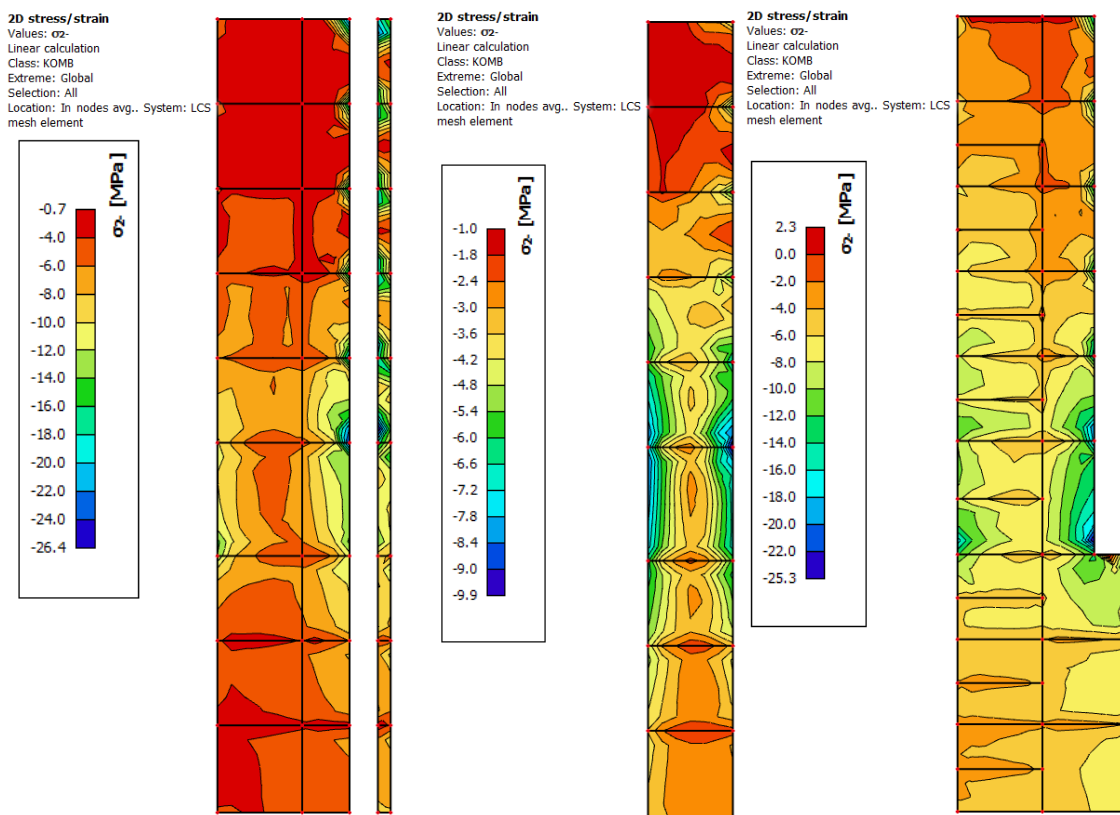 2D stress/strain
Values: σ2-
Linear calculation
Class: KOMB
Extreme: Global
Selection: All
Location: In nodes avg.. System: LCS
mesh element
σ2- [MPa]
-0.7
-4.0
-6.0
-8.0
-10.0
-12.0
-14.0
-16.0
-18.0
-20.0
-22.0
-24.0
-26.4
2D stress/strain
Values: σ2-
Linear calculation
Class: KOMB
Extreme: Global
Selection: All
Location: In nodes avg.. System: LCS
mesh element
σ2- [MPa]
-1.0
-1.8
-2.4
-3.0
-3.6
-4.2
-4.8
-5.4
-6.0
-6.6
-7.2
-7.8
-8.4
-9.0
-9.9
2D stress/strain
Values: σ2-
Linear calculation
Class: KOMB
Extreme: Global
Selection: All
Location: In nodes avg.. System: LCS
mesh element
σ2- [MPa]
2.3
0.0
-2.0
-4.0
-6.0
-8.0
-10.0
-12.0
-14.0
-16.0
-18.0
-20.0
-22.0
-25.3